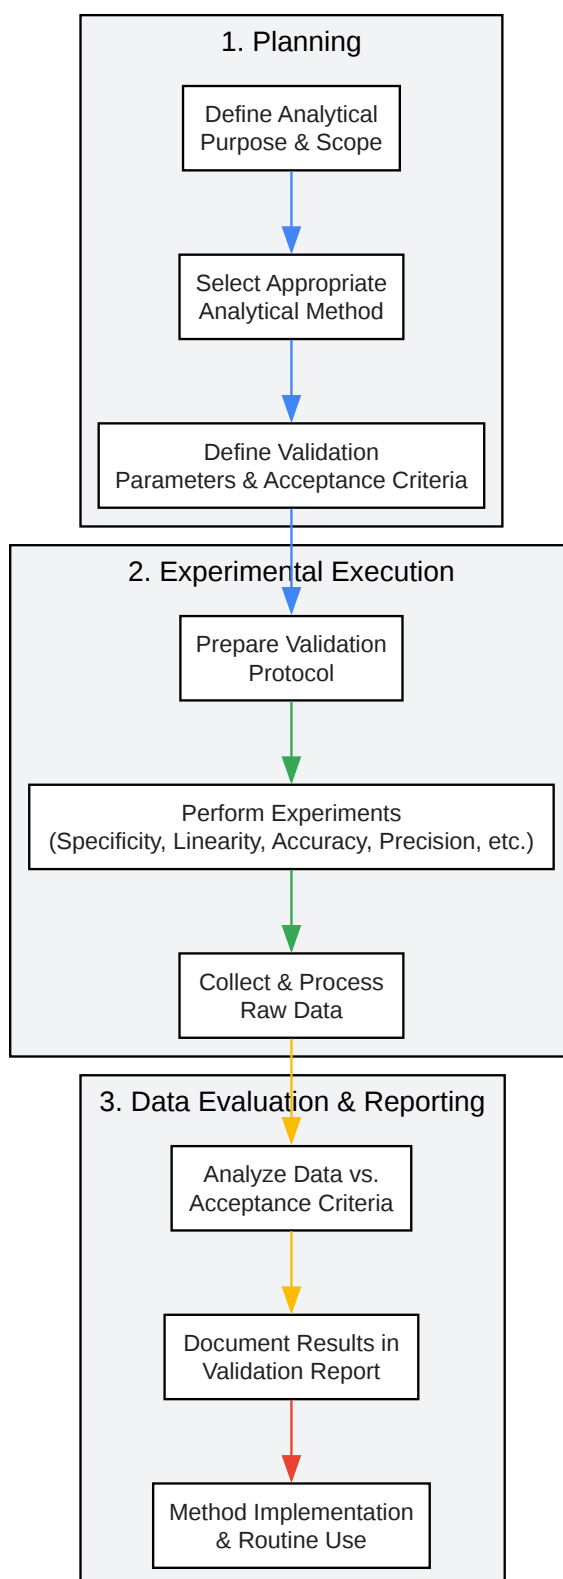 1. Planning
Define Analytical
Purpose & Scope
Select Appropriate
Analytical Method
Define Validation
Parameters & Acceptance Criteria
2. Experimental Execution
Prepare Validation
Protocol
Perform Experiments
(Specificity, Linearity, Accuracy, Precision, etc.)
Collect & Process
Raw Data
3. Data Evaluation & Reporting
Analyze Data vs.
Acceptance Criteria
Document Results in
Validation Report
Method Implementation
& Routine Use